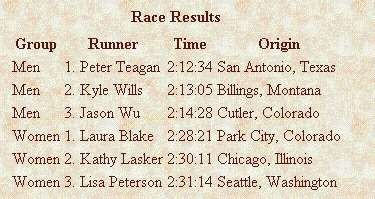 Race Results
Group Runner Time Origin
Men 1. Peter Teagan 2:12:34 San Antonio, Texas
Men 2. Kyle Wills 2:13:05 Billings, Montana
Men 3. Jason Wu 2:14:28 Cutler, Colorado
Women 1. Laura Blake 2:28:21 Park City, Colorado
Women 2. Kathy Lasker 2:30:11 Chicago, Illinois
Women 3. Lisa Peterson 2:31:14 Seattle, Washington